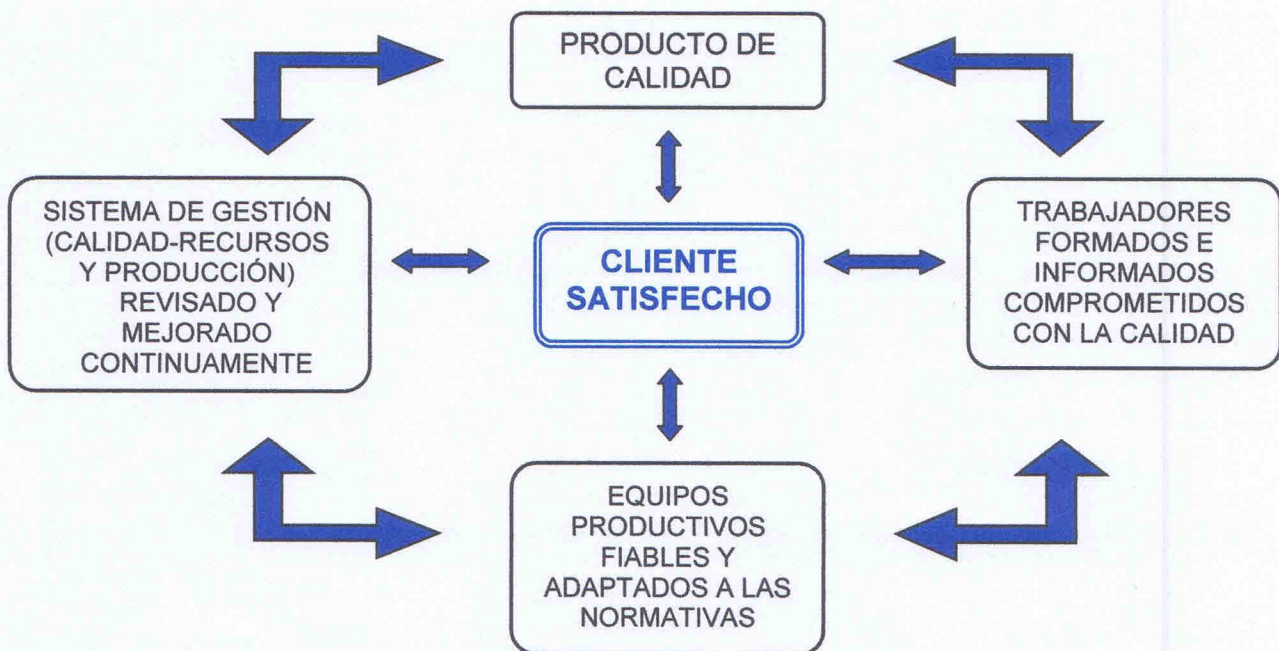 PRODUCTO DE
CALIDAD
SISTEMA DE GESTIÓN
(CALIDAD-RECURSOS
Y PRODUCCIÓN)
REVISADO Y
MEJORADO
CONTINUAMENTE
CLIENTE
SATISFECHO
TRABAJADORES
FORMADOS E
INFORMADOS
COMPROMETIDOS
CON LA CALIDAD
EQUIPOS
PRODUCTIVOS
FIABLES Y
ADAPTADOS A LAS
NORMATIVAS